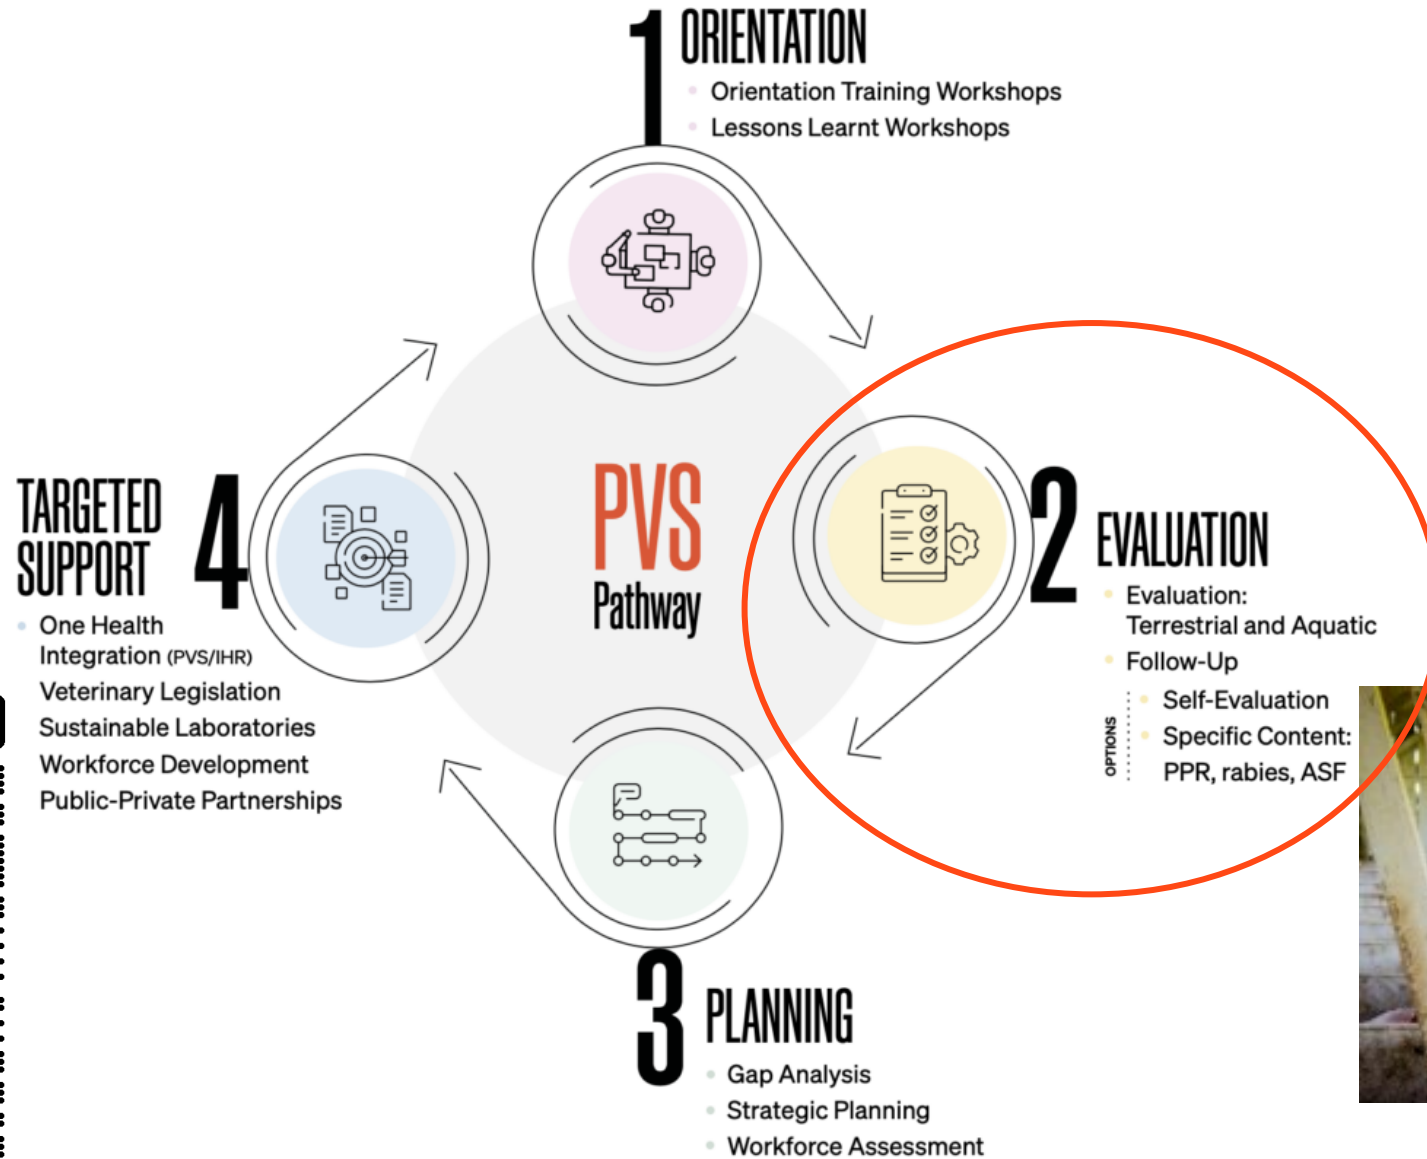 1 ORIENTATION
Orientation Training Workshops
Lessons Learnt Workshops
PVS
Pathway
2 EVALUATION
Evaluation:
Terrestrial and Aquatic
Follow-Up
OPTIONS
Self-Evaluation
Specific Content:
PPR, rabies, ASF
3 PLANNING
Gap Analysis
Strategic Planning
Workforce Assessment
TARGETED
SUPPORT 4
One Health
Integration (PVS/IHR)
Veterinary Legislation
Sustainable Laboratories
Workforce Development
Public-Private Partnerships